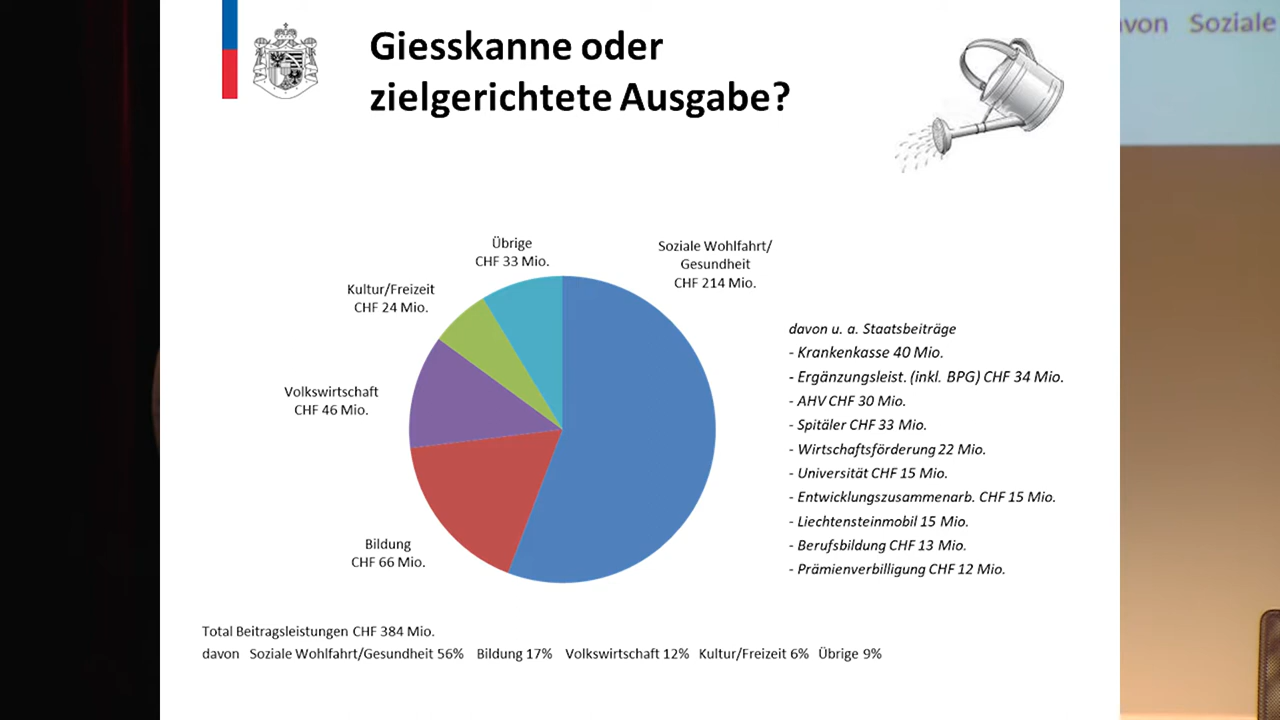 Giesskanne oder
zielgerichtete Ausgabe?
von Soziale
Übrige
CHF 33 Mio.
Soziale Wohlfahrt/
Gesundheit
CHF 214 Mio.
Kultur/Freizeit
CHF 24 Mio.
Volkswirtschaft
CHF 46 Mio.
Bildung
CHF 66 Mio.
davon u. a. Staatsbeiträge
- Krankenkasse 40 Mio.
- Ergänzungsleist. (inkl. BPG) CHF 34 Mio.
- AHV CHF 30 Mio.
- Spitäler CHF 33 Mio.
- Wirtschaftsförderung 22 Mio.
- Universität CHF 15 Mio.
- Entwicklungszusammenarb. CHF 15 Mio.
- Liechtensteinmobil 15 Mio.
- Berufsbildung CHF 13 Mio.
- Prämienverbilligung CHF 12 Mio.
Total Beitragsleistungen CHF 384 Mio.
davon Soziale Wohlfahrt/Gesundheit 56% Bildung 17% Volkswirtschaft 12% Kultur/Freizeit 6% Übrige 9%